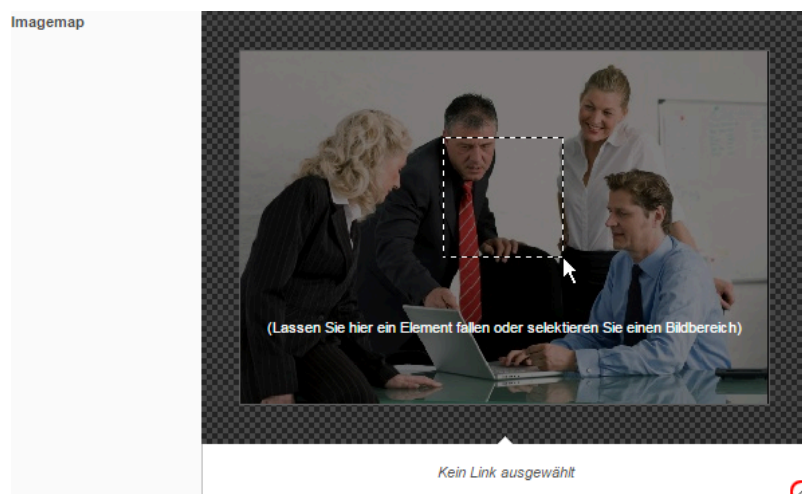 Imagemap
(Lassen Sie hier ein Element fallen oder selektieren Sie einen Bildbereich)
Kein Link ausgewählt